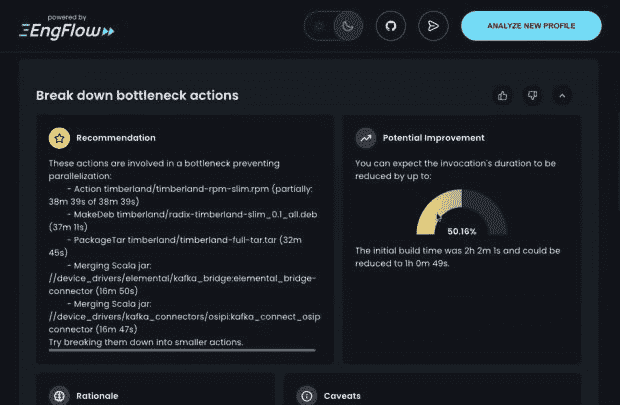 powered by
EngFlow
ANALYZE NEW PROFILE
Break down bottleneck actions
Recommendation
These actions are involved in a bottleneck preventing
parallelization:
- Action timberland/timberland-rpm-slim.rpm (partially:
38m 39s of 38m 39s)
- MakeDeb timberland/radix-timberland-slim_0.1_all.deb
(37m 11s)
- PackageTar timberland/timberland-full-tar.tar (32m
45s)
- Merging Scala jar:
//device_drivers/elemental/kafka_bridge:elemental_bridge-
connector (16m 50s)
- Merging Scala jar:
//device_drivers/kafka_connectors/osipi:kafka_connect_osip
connector (16m 47s)
Try breaking them down into smaller actions.
Potential Improvement
You can expect the invocation's duration to be
reduced by up to:
50.16%
The initial build time was 2h 2m 1s and could be
reduced to 1h 0m 49s.
Rationale
Caveats